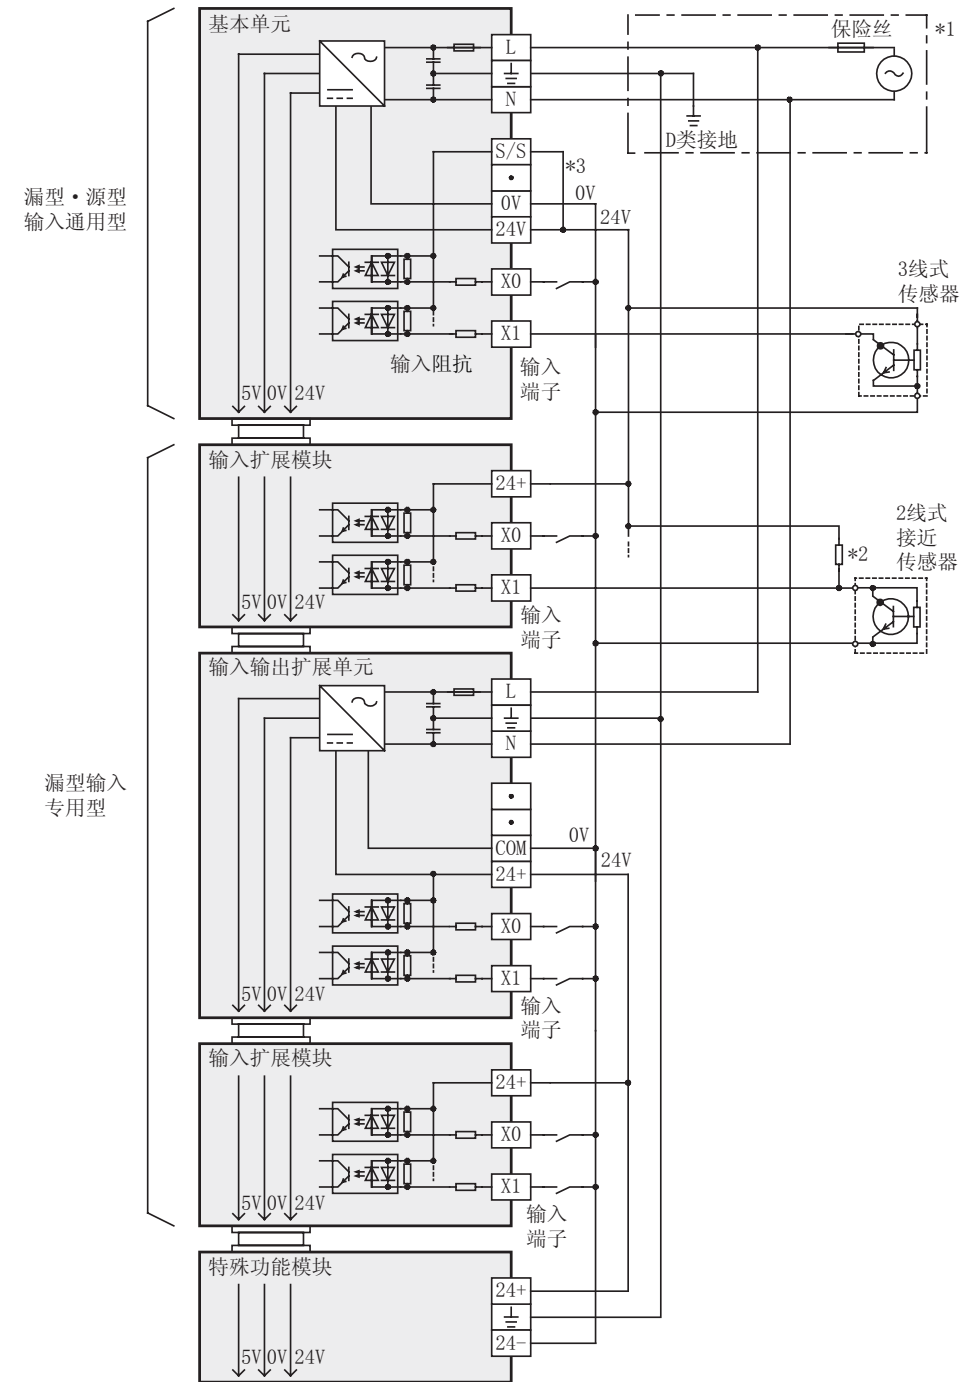 基本单元
L
N
保险丝
*1
D类接地
S/S
*3
0V
0V
24V
24V
漏型・源型
输入通用型
X0
X1
输入阻抗
输入
端子
3线式
传感器
5V 0V 24V
输入扩展模块
24+
X0
X1
输入
端子
2线式
接近
传感器
*2
5V 0V 24V
输入输出扩展单元
L
N
漏型输入
专用型
COM
0V
24+
24V
X0
X1
输入
端子
5V 0V 24V
输入扩展模块
24+
X0
X1
输入
端子
5V 0V 24V
特殊功能模块
24+
24-
5V 0V 24V